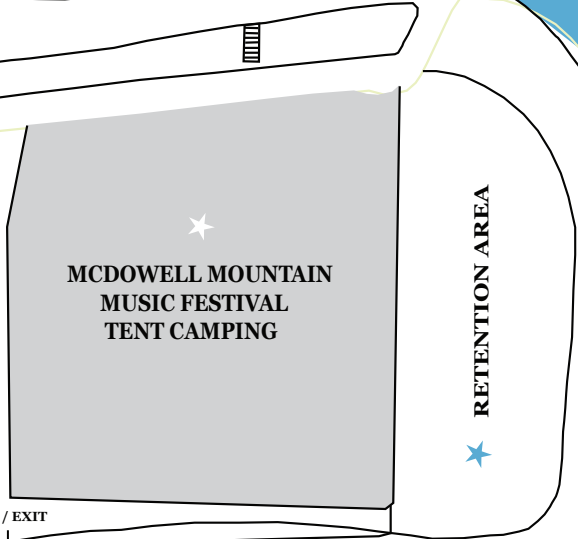 MCDOWELL MOUNTAIN
MUSIC FESTIVAL
TENT CAMPING
RETENTION AREA
/ EXIT